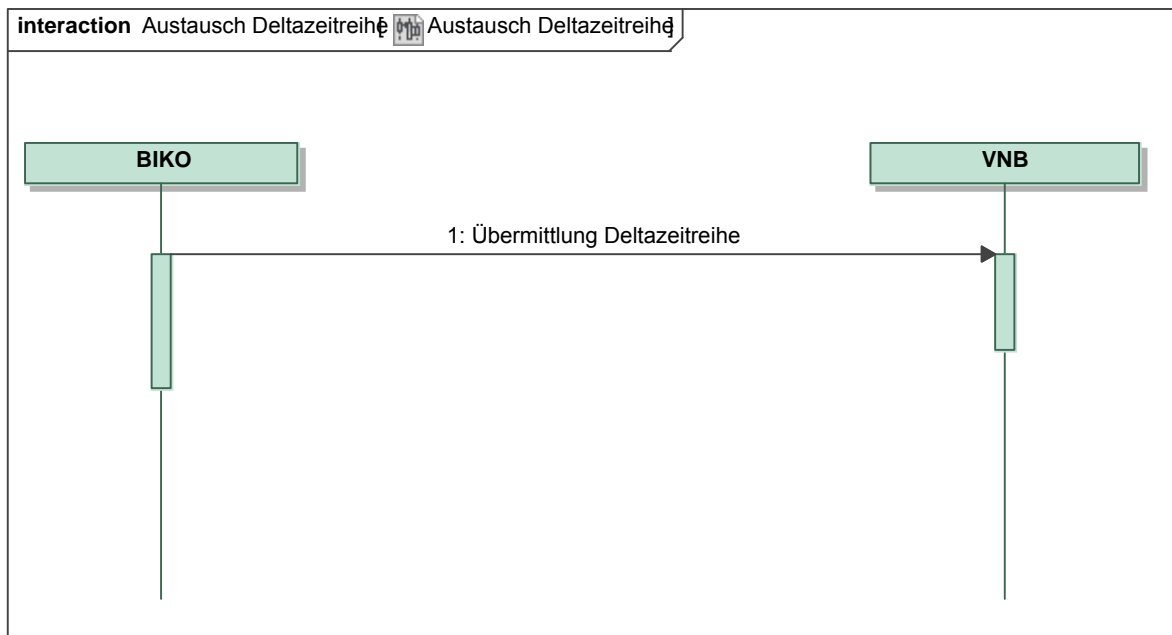 interaction Austausch Deltazeitreihe[ Austausch Deltazeitreihe]
BIKO
VNB
1: Übermittlung Deltazeitreihe